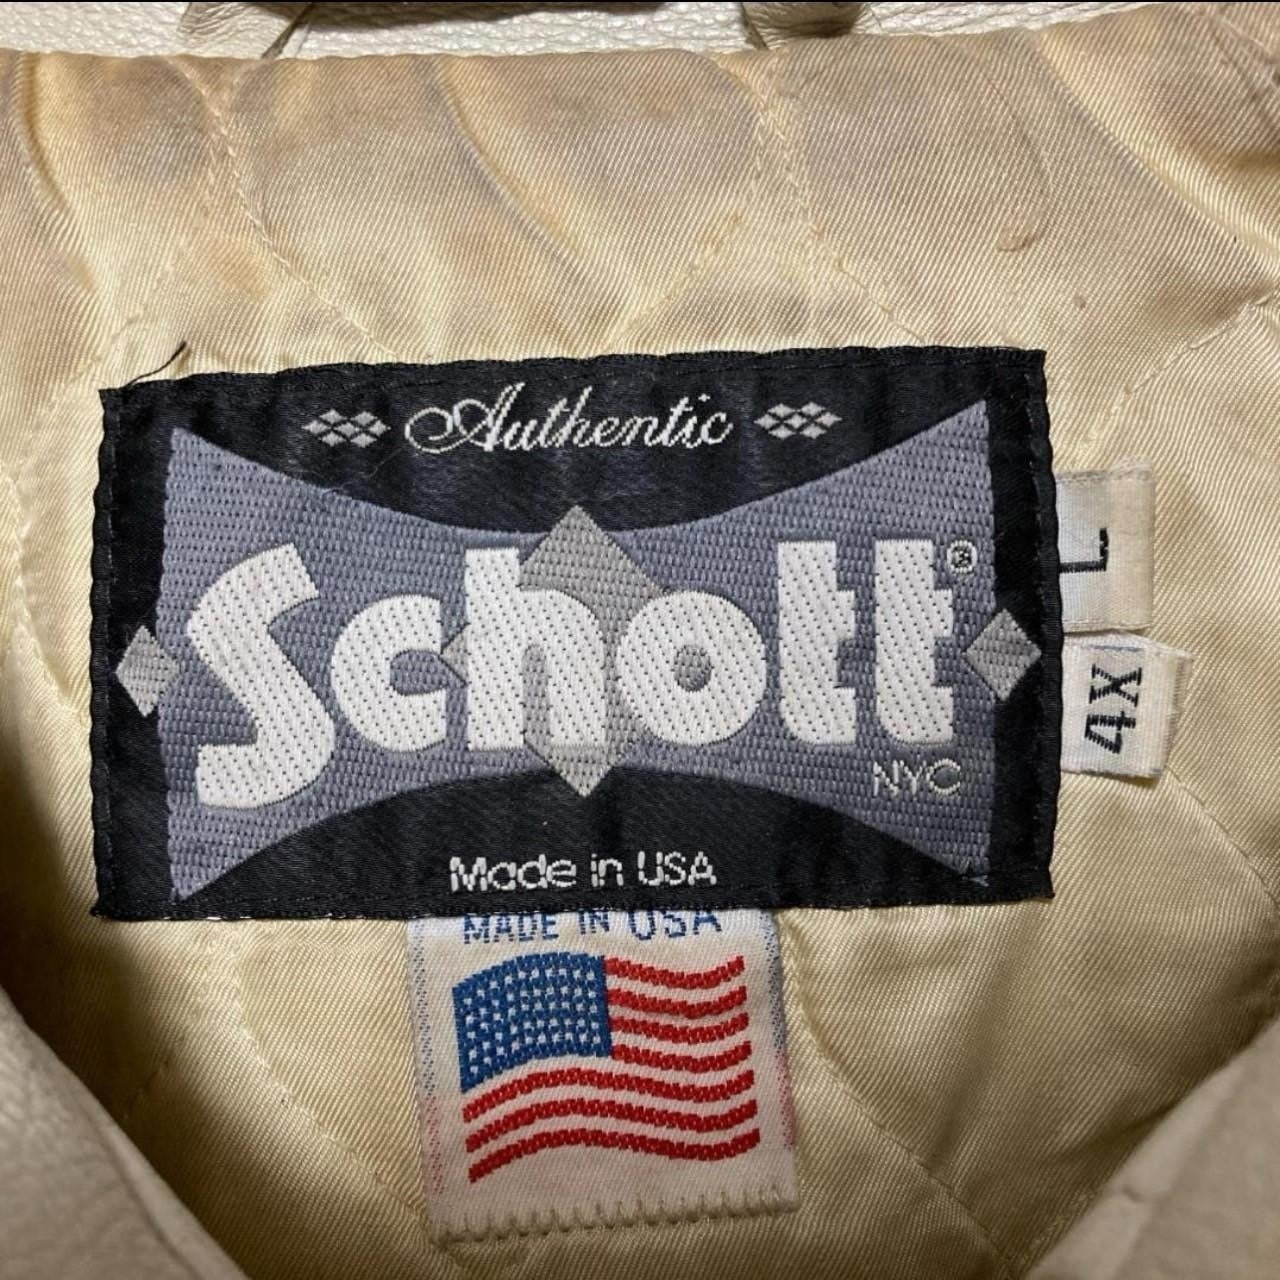 Authentic
Schott®
NYC
Made in USA
MADE IN USA
L
4X